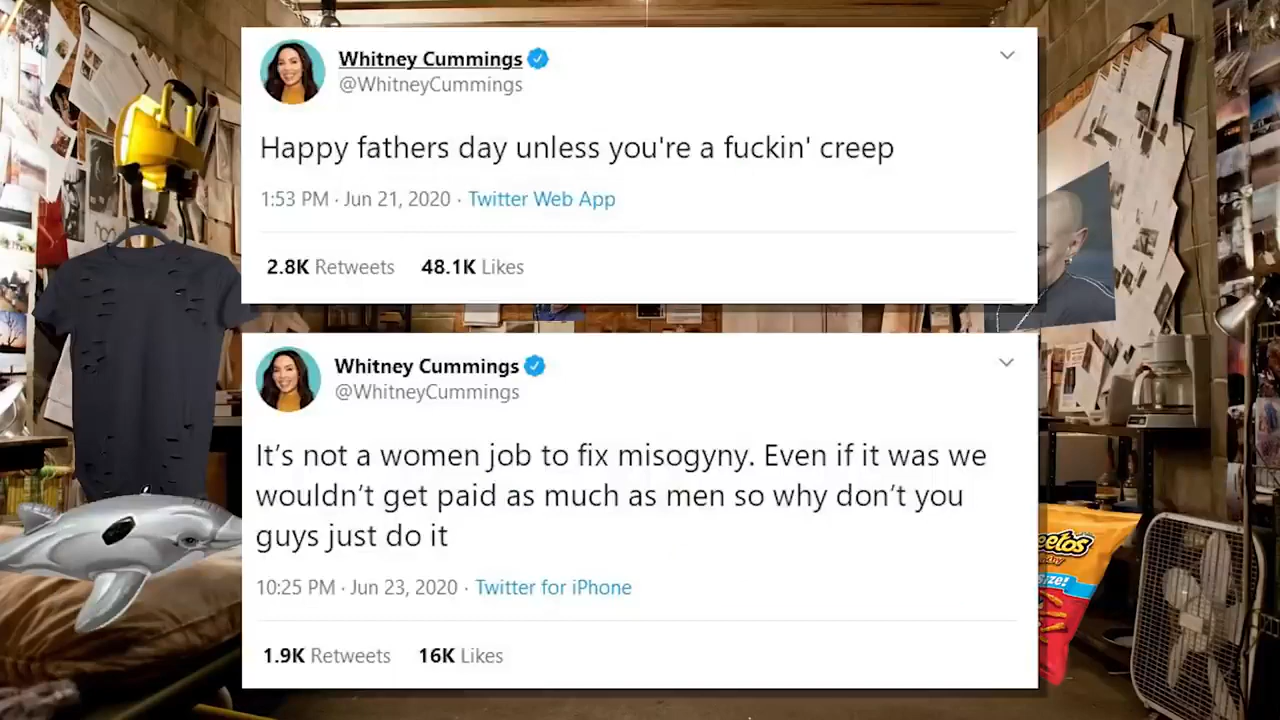 Whitney Cummings
@WhitneyCummings
Happy fathers day unless you're a fuckin' creep
1:53 PM · Jun 21, 2020 · Twitter Web App
2.8K Retweets 48.1K Likes
Whitney Cummings
@WhitneyCummings
It’s not a women job to fix misogyny. Even if it was we
wouldn’t get paid as much as men so why don’t you
guys just do it
10:25 PM · Jun 23, 2020 · Twitter for iPhone
eetos
size!
1.9K Retweets 16K Likes